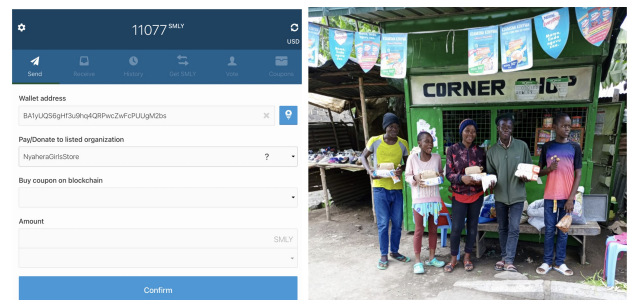 11077 SMLY
USD
Send
Receive
History
Get SMLY
Vote
Coupons
Wallet address
BA1yUQS6gHf3u9hq4QRPwcZwFcPUUgM2bs
Pay/Donate to listed organization
NyaheraGirlsStore ?
Buy coupon on blockchain
Amount
SMLY
Confirm
CORNER SHOP